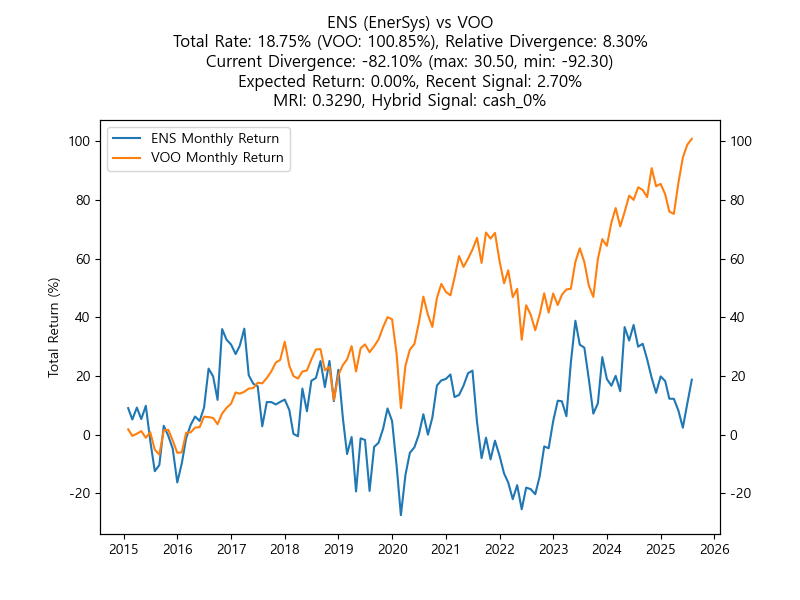 ENS (EnerSys) vs VOO
Total Rate: 18.75% (VOO: 100.85%), Relative Divergence: 8.30%
Current Divergence: -82.10% (max: 30.50, min: -92.30)
Expected Return: 0.00%, Recent Signal: 2.70%
MRI: 0.3290, Hybrid Signal: cash_0%
ENS Monthly Return
VOO Monthly Return
Total Return (%)
100
80
60
40
20
0
-20
100
80
60
40
20
0
-20
2015 2016 2017 2018 2019 2020 2021 2022 2023 2024 2025 2026